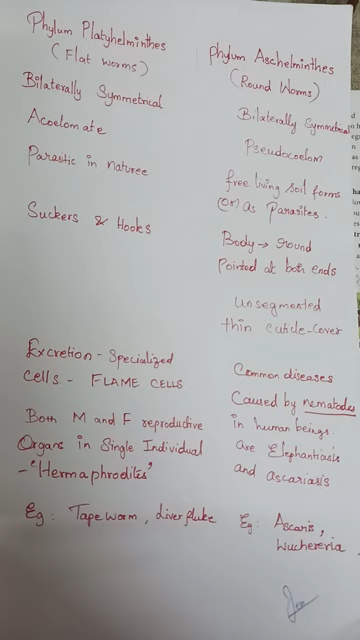 Phylum Platyhelminthes
(Flat worms)
Bilaterally Symmetrical
Acoelomate
Parastic in naturee
Suckers & Hooks
Excretion - Specialized
Cells. - FLAME CELLS
Both M and F reproductive
Organs in Single Individual
- "Hermaphrodites"
Eg: Tape worm, Liver fluke
phylum Aschelminthes
(Round Worms)
Bilaterally Symmetrical
Pseudocoelom
free living soil forms
(or) As Parasites.
Body → round
Pointed at both ends
Unsegmented
thin cuticle-cover
Common diseases
Caused by nematodes
in human beings.
are Elephantiasis
and ascariasis.
Eg: Ascaris,
Wuchereria.